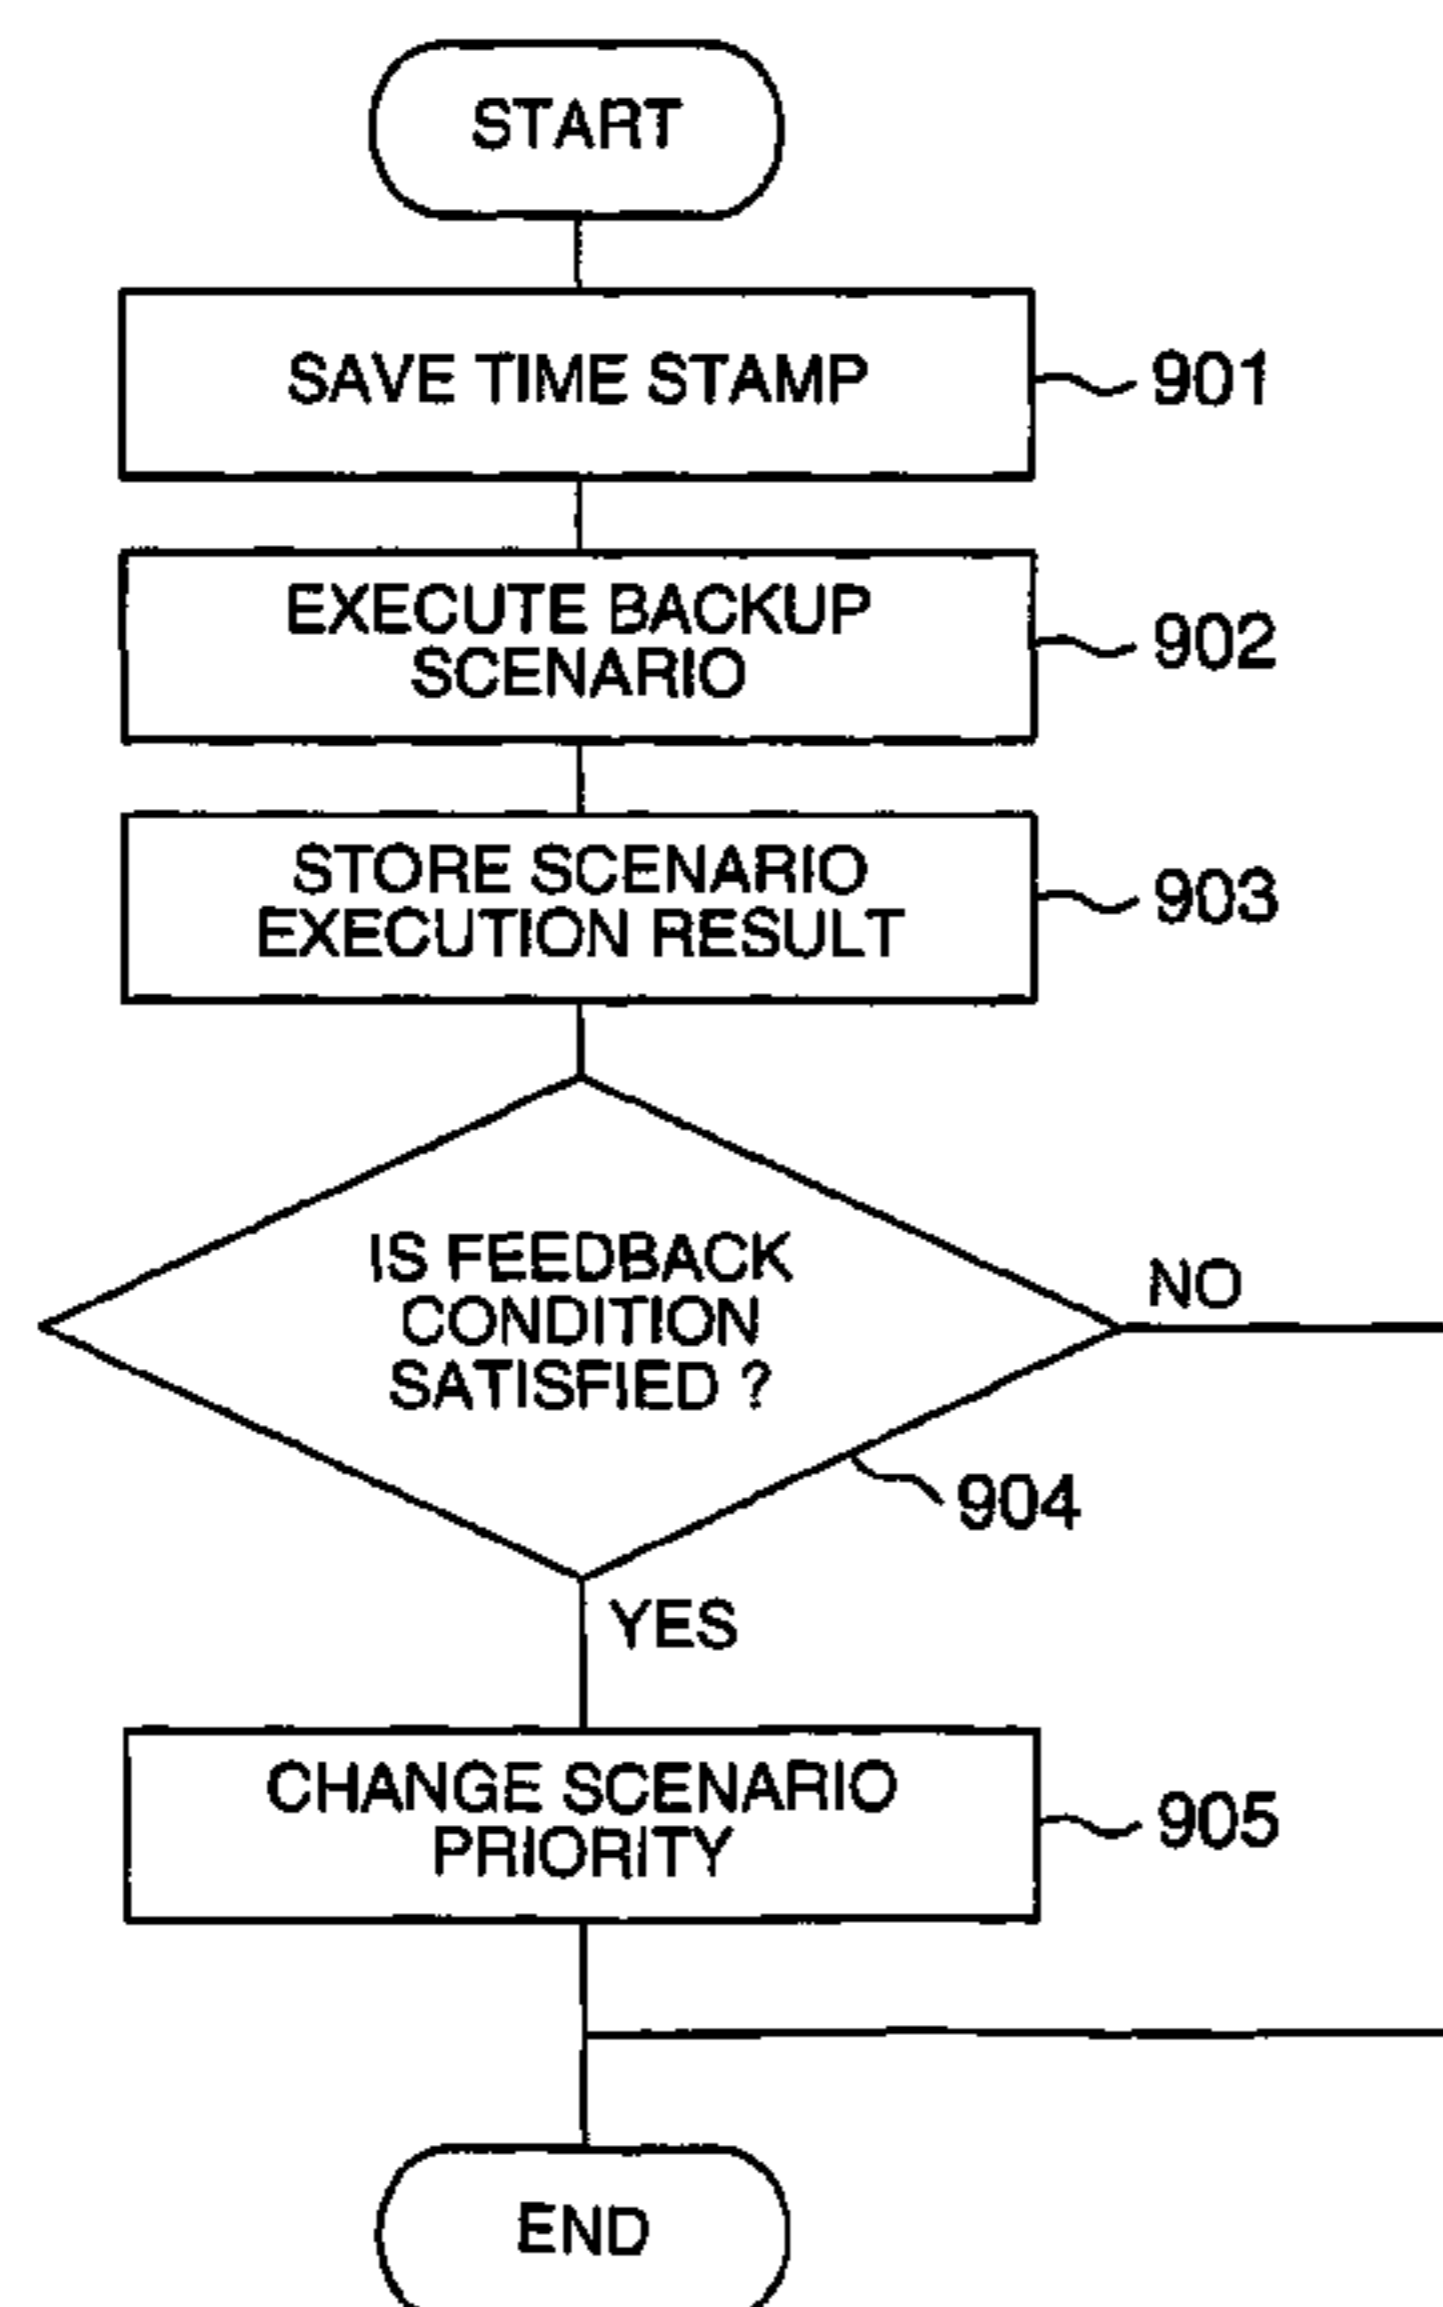 START
SAVE TIME STAMP
901
EXECUTE BACKUP
SCENARIO
902
STORE SCENARIO
EXECUTION RESULT
903
IS FEEDBACK
CONDITION
SATISFIED ?
NO
904
YES
CHANGE SCENARIO
PRIORITY
905
END